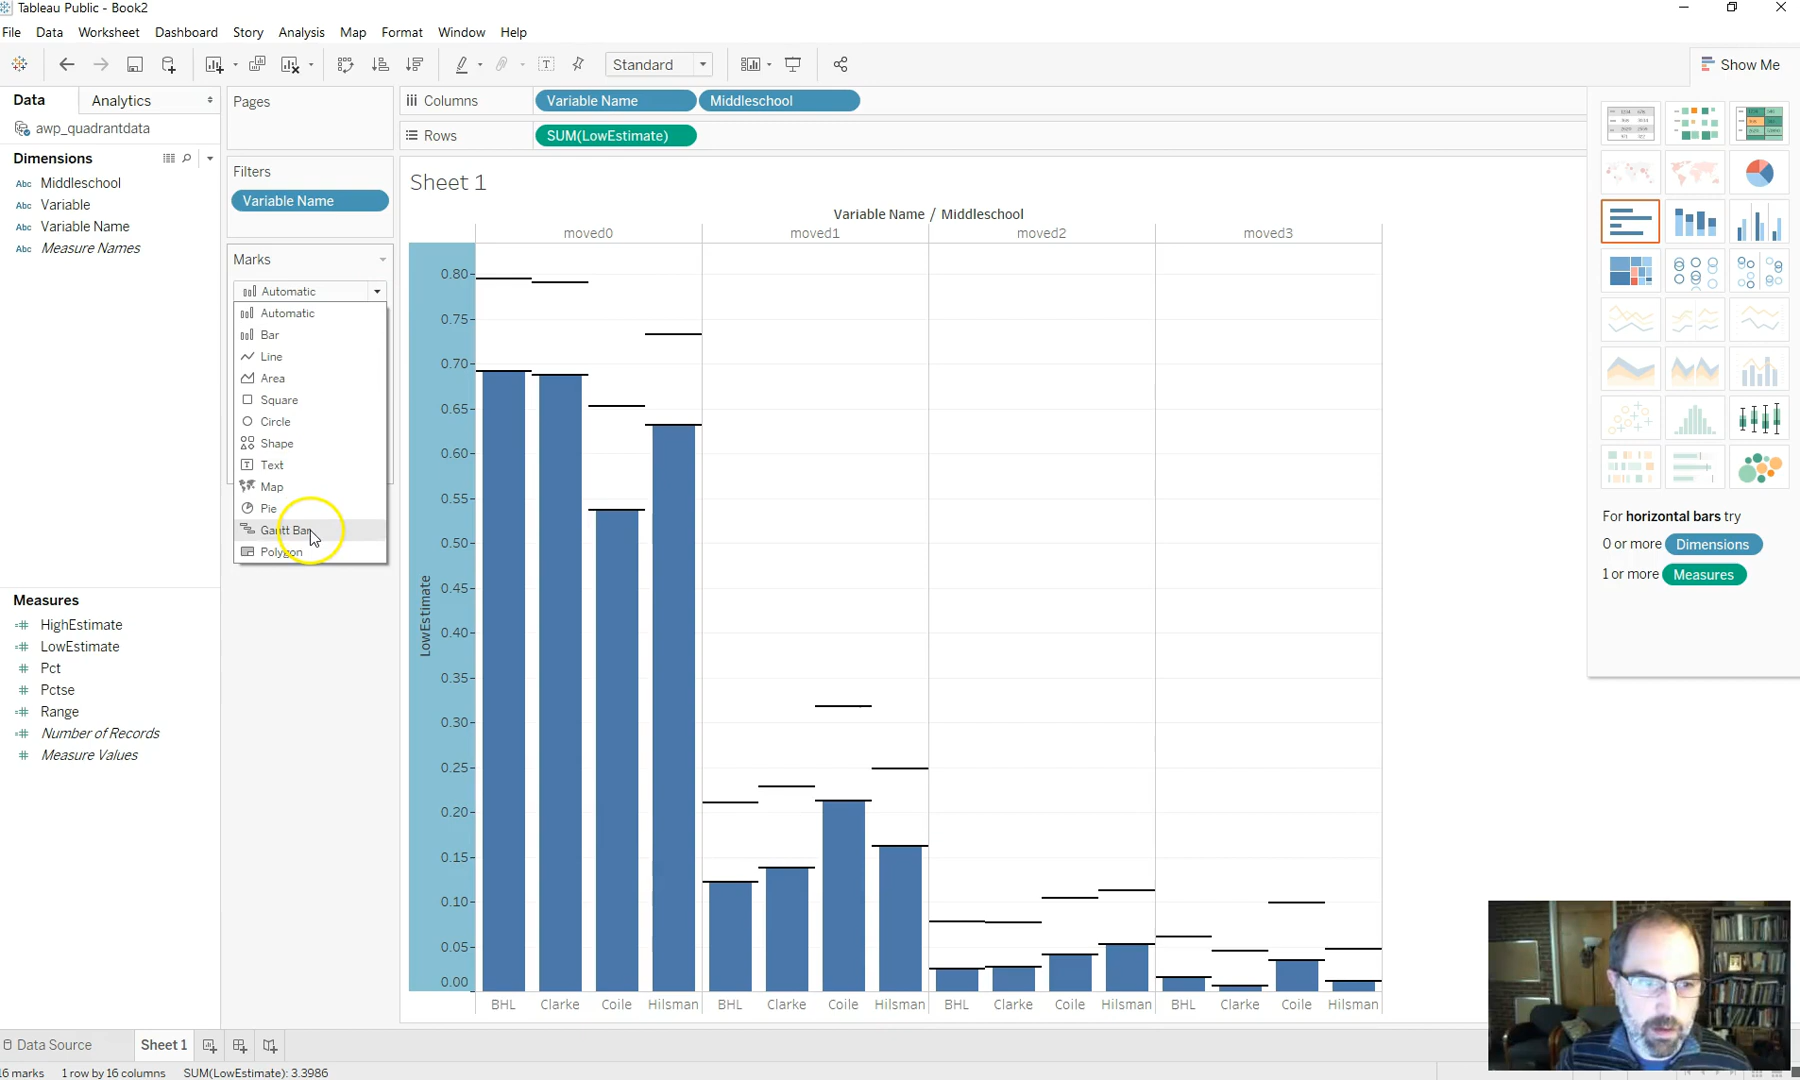 Tableau Public - Book2
File Data Worksheet Dashboard Story Analysis Map Format Window Help
Standard
Show Me
Data
Analytics
awp_quadrantdata
Dimensions
Abc Middleschool
Abc Variable
Abc Variable Name
Abc Measure Names
Measures
HighEstimate
LowEstimate
Pct
Pctse
Range
Number of Records
Measure Values
Pages
Filters
Variable Name
Marks
Automatic
Automatic
Bar
Line
Area
Square
Circle
Shape
Text
Map
Pie
Gantt Bar
Polygon
Columns Variable Name Middleschool
Rows SUM(LowEstimate)
Sheet 1
Variable Name / Middleschool
moved0 moved1 moved2 moved3
LowEstimate
0.80
0.75
0.70
0.65
0.60
0.55
0.50
0.45
0.40
0.35
0.30
0.25
0.20
0.15
0.10
0.05
0.00
BHL Clarke Coile Hilsman BHL Clarke Coile Hilsman BHL Clarke Coile Hilsman BHL Clarke Coile Hilsman
For horizontal bars try
0 or more Dimensions
1 or more Measures
Data Source Sheet 1
16 marks 1 row by 16 columns SUM(LowEstimate): 3.3986